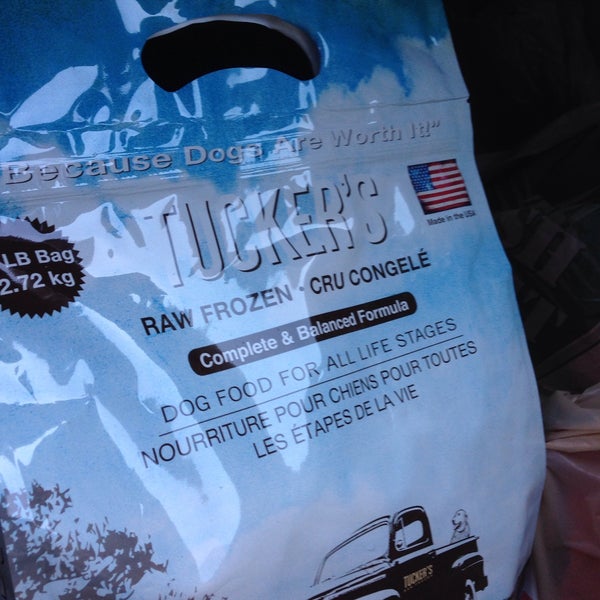 Because Dogs Are Worth It!"
TUCKER'S
Made in the USA
LB Bag
2.72 kg
RAW FROZEN · CRU CONGELÉ
Complete & Balanced Formula
DOG FOOD FOR ALL LIFE STAGES
NOURRITURE POUR CHIENS POUR TOUTES
LES ÉTAPES DE LA VIE
TUCKER'S